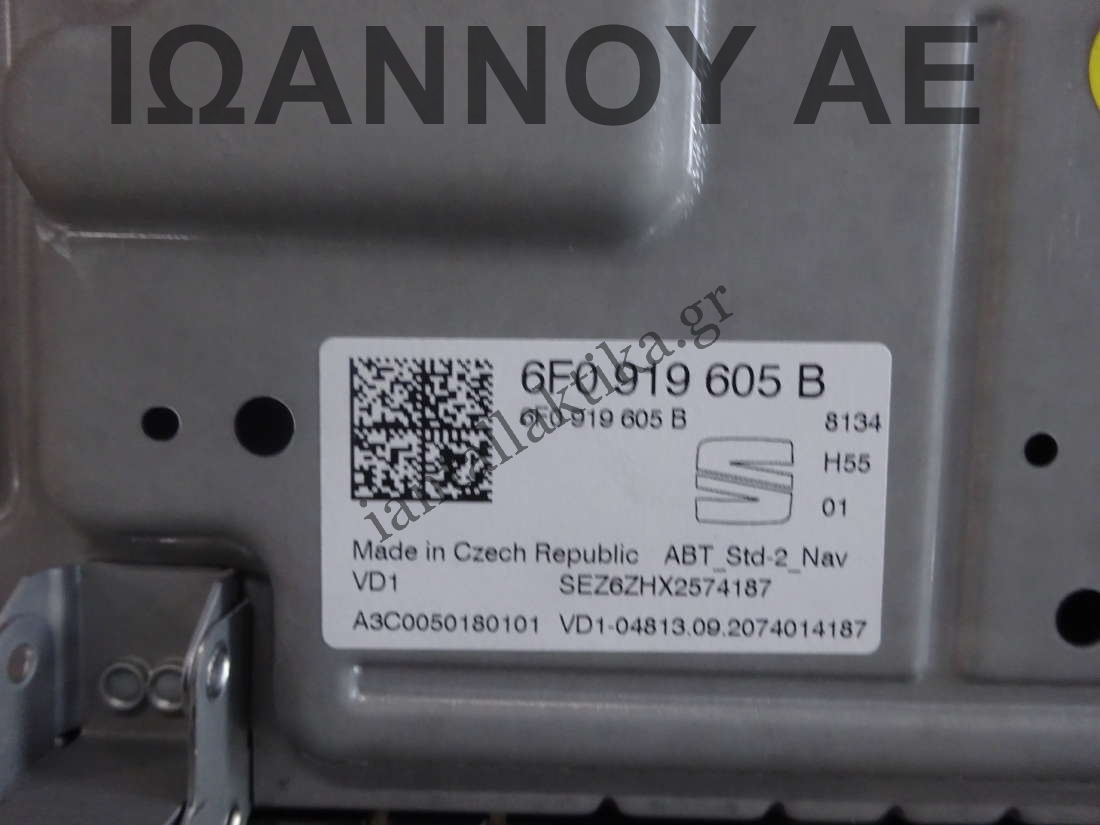 ΙΩΑΝΝΟΥ ΑΕ
6F0 919 605 B
6F0 919 605 B
8134
H55
01
Made in Czech Republic ABT_Std-2_Nav
VD1 SEZ6ZHX2574187
A3C0050180101 VD1-04813.09.2074014187